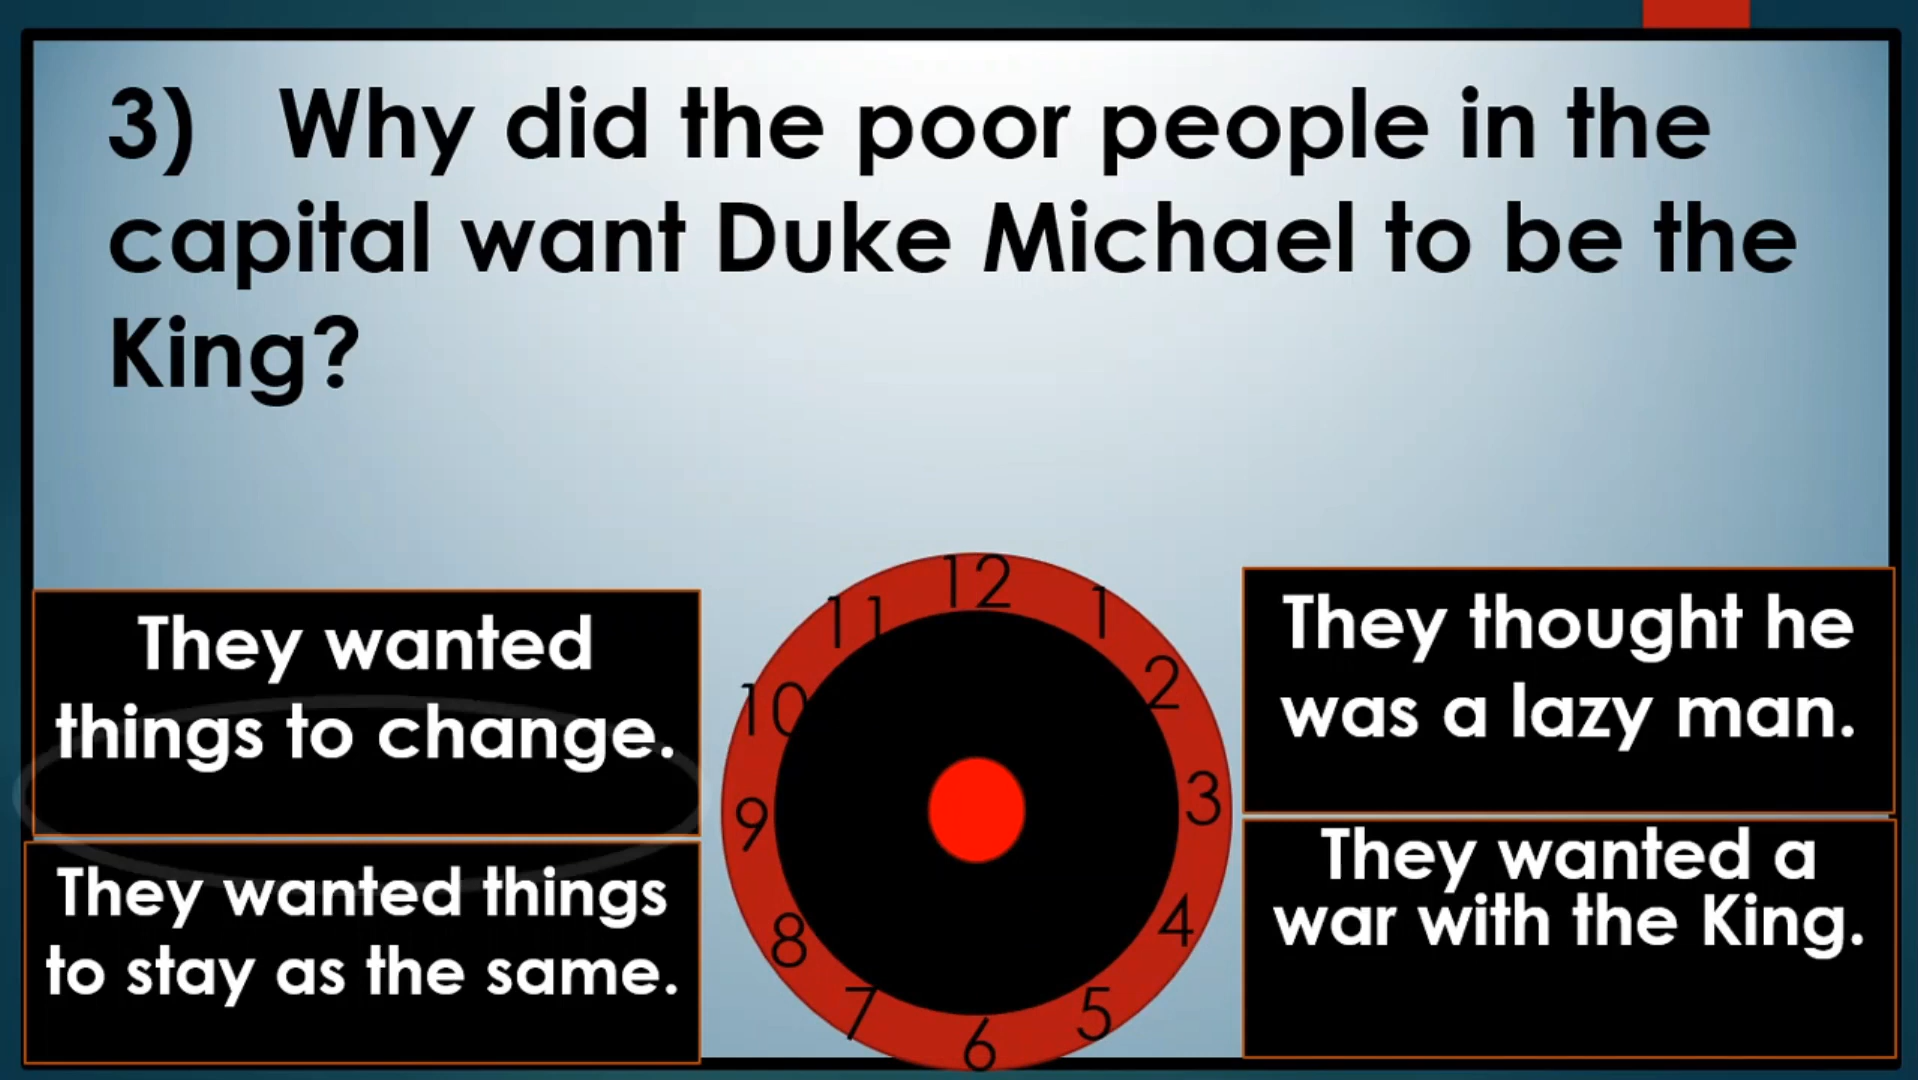 3) Why did the poor people in the
capital want Duke Michael to be the
King?
They wanted
things to change.
They thought he
was a lazy man.
They wanted things
to stay as the same.
They wanted a
war with the King.
12
1
2
3
4
5
6
7
8
9
10
11